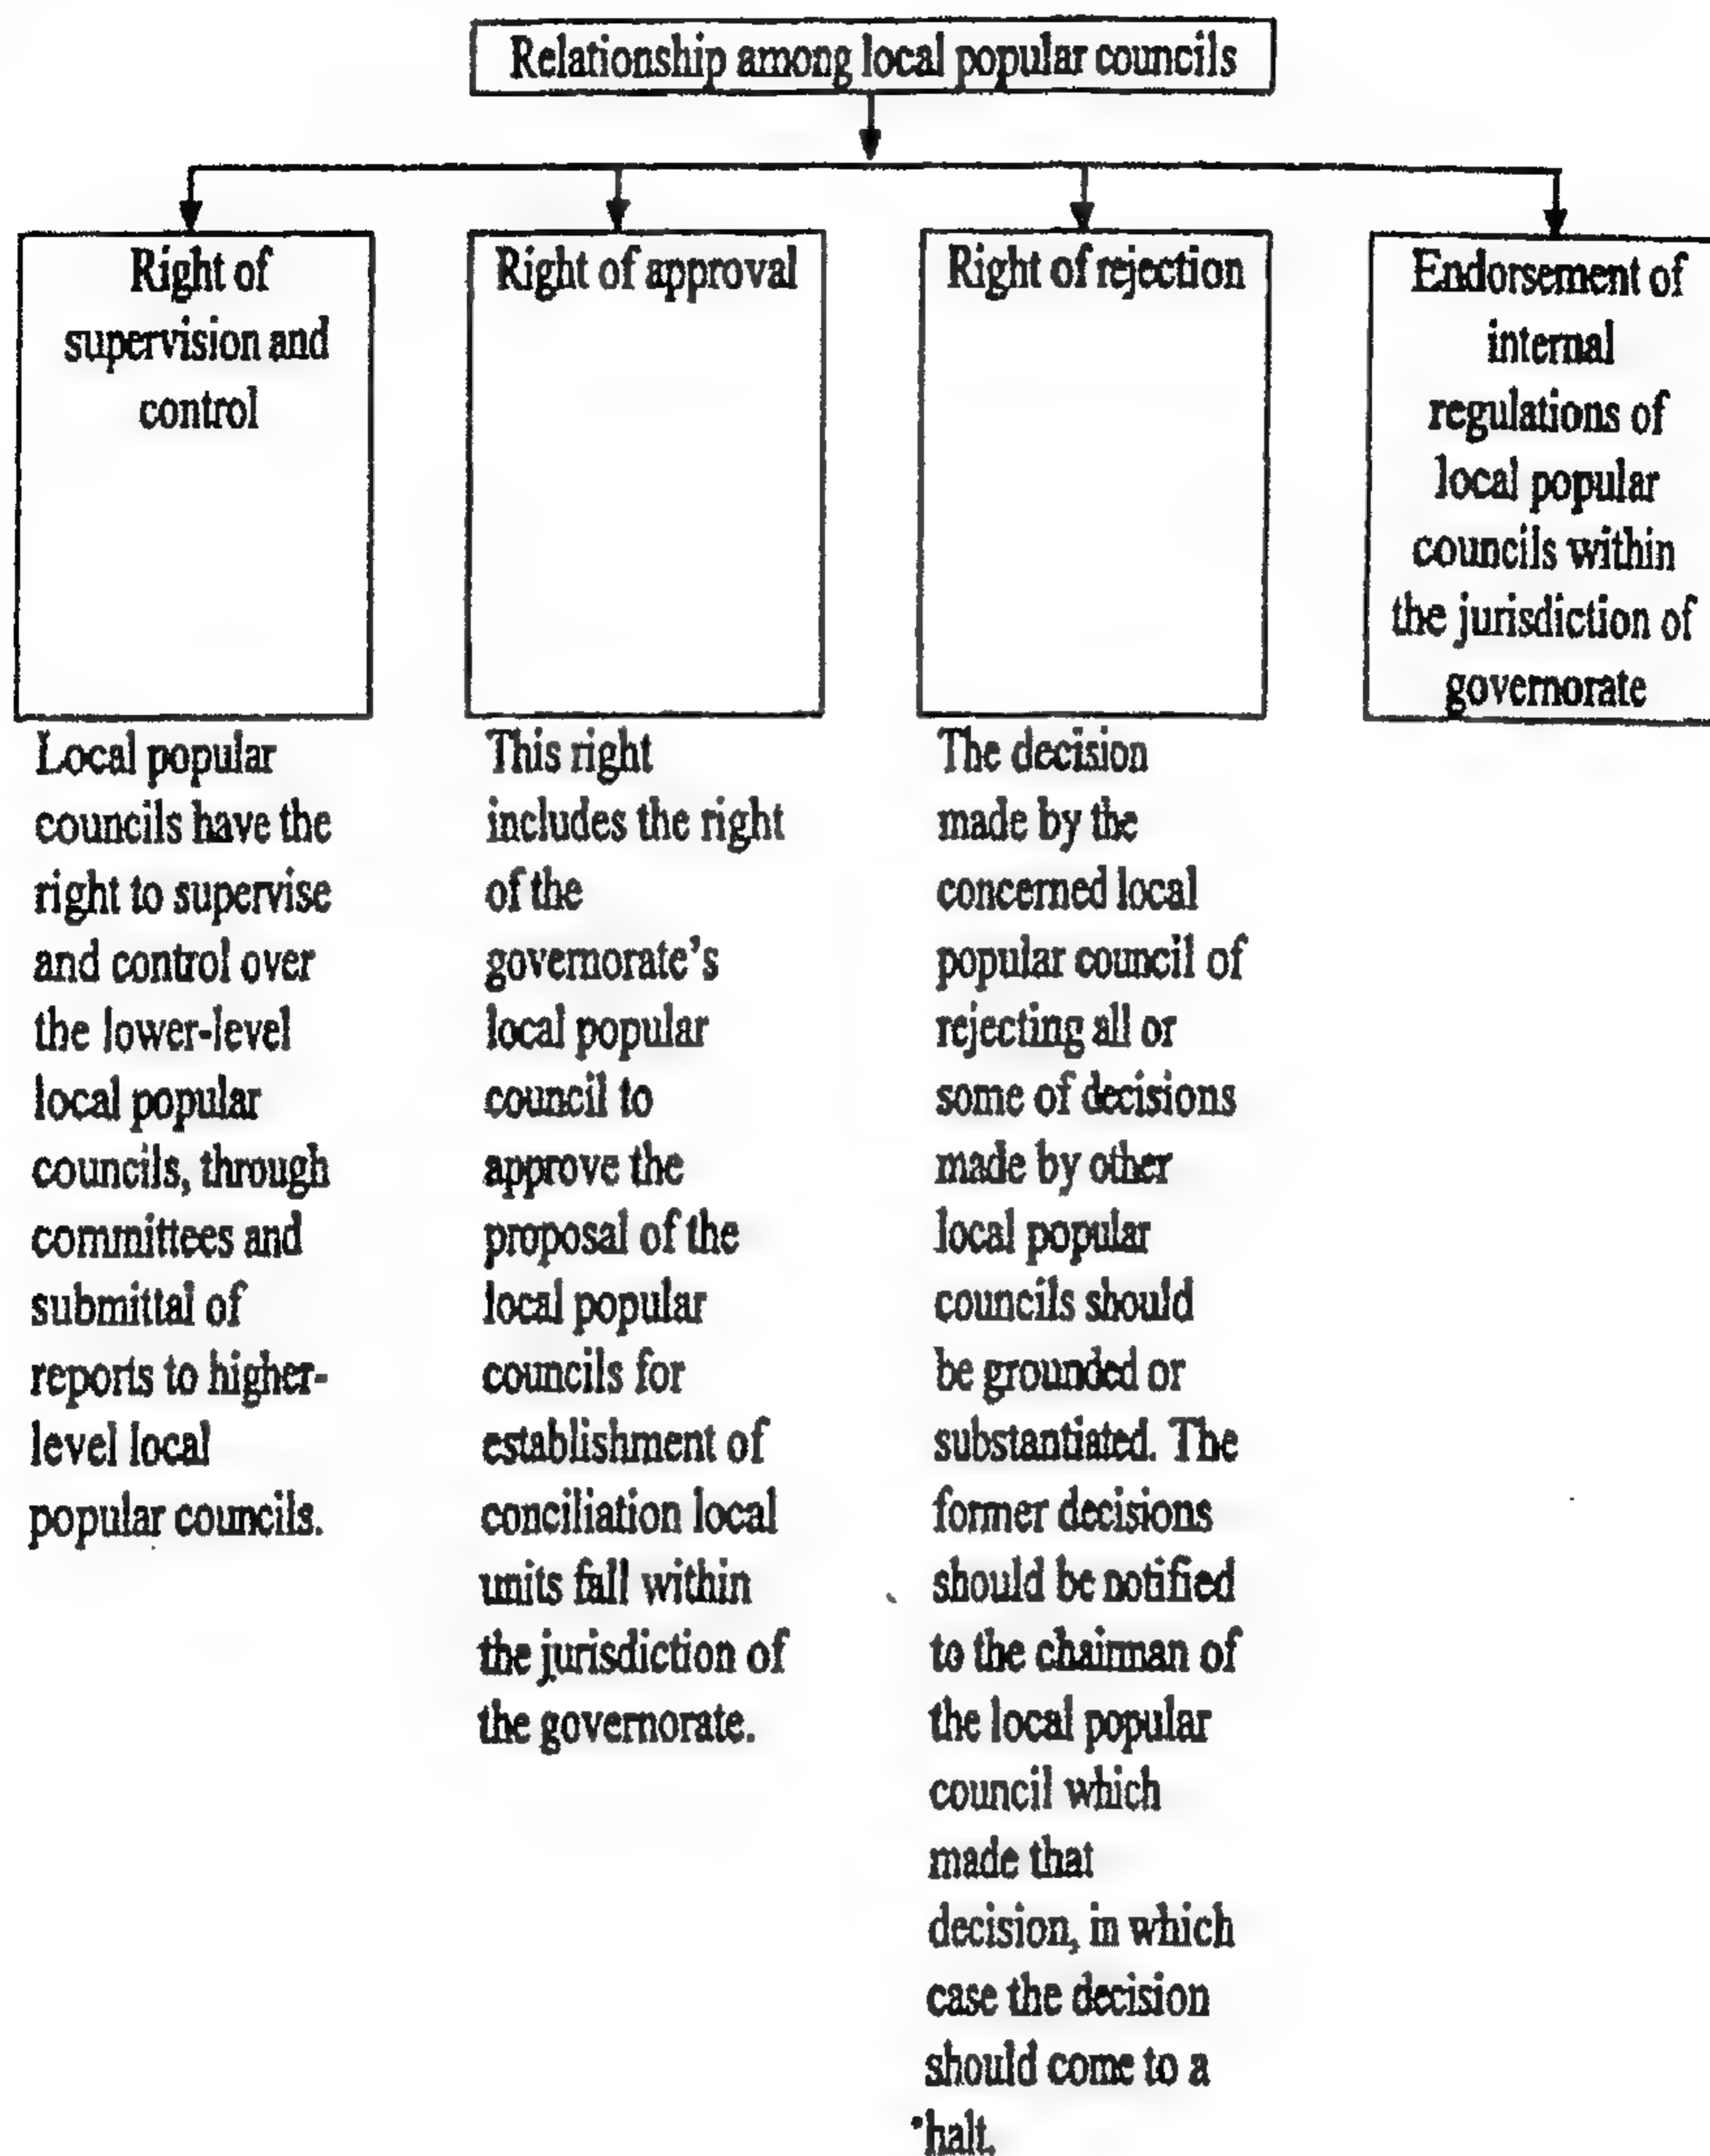 Relationship among local popular councils
Right of
supervision and
control
Right of approval
Right of rejection
Endorsement of
internal
regulations of
local popular
councils within
the jurisdiction of
governorate
Local popular
councils have the
right to supervise
and control over
the lower-level
local popular
councils, through
committees and
submittal of
reports to higher-
level local
popular councils.
This right
includes the right
of the
governorate's
local popular
council to
approve the
proposal of the
local popular
councils for
establishment of
conciliation local
units fall within
the jurisdiction of
the governorate.
The decision
made by the
concerned local
popular council of
rejecting all or
some of decisions
made by other
local popular
councils should
be grounded or
substantiated. The
former decisions
should be notified
to the chairman of
the local popular
council which
made that
decision, in which
case the decision
should come to a
halt.